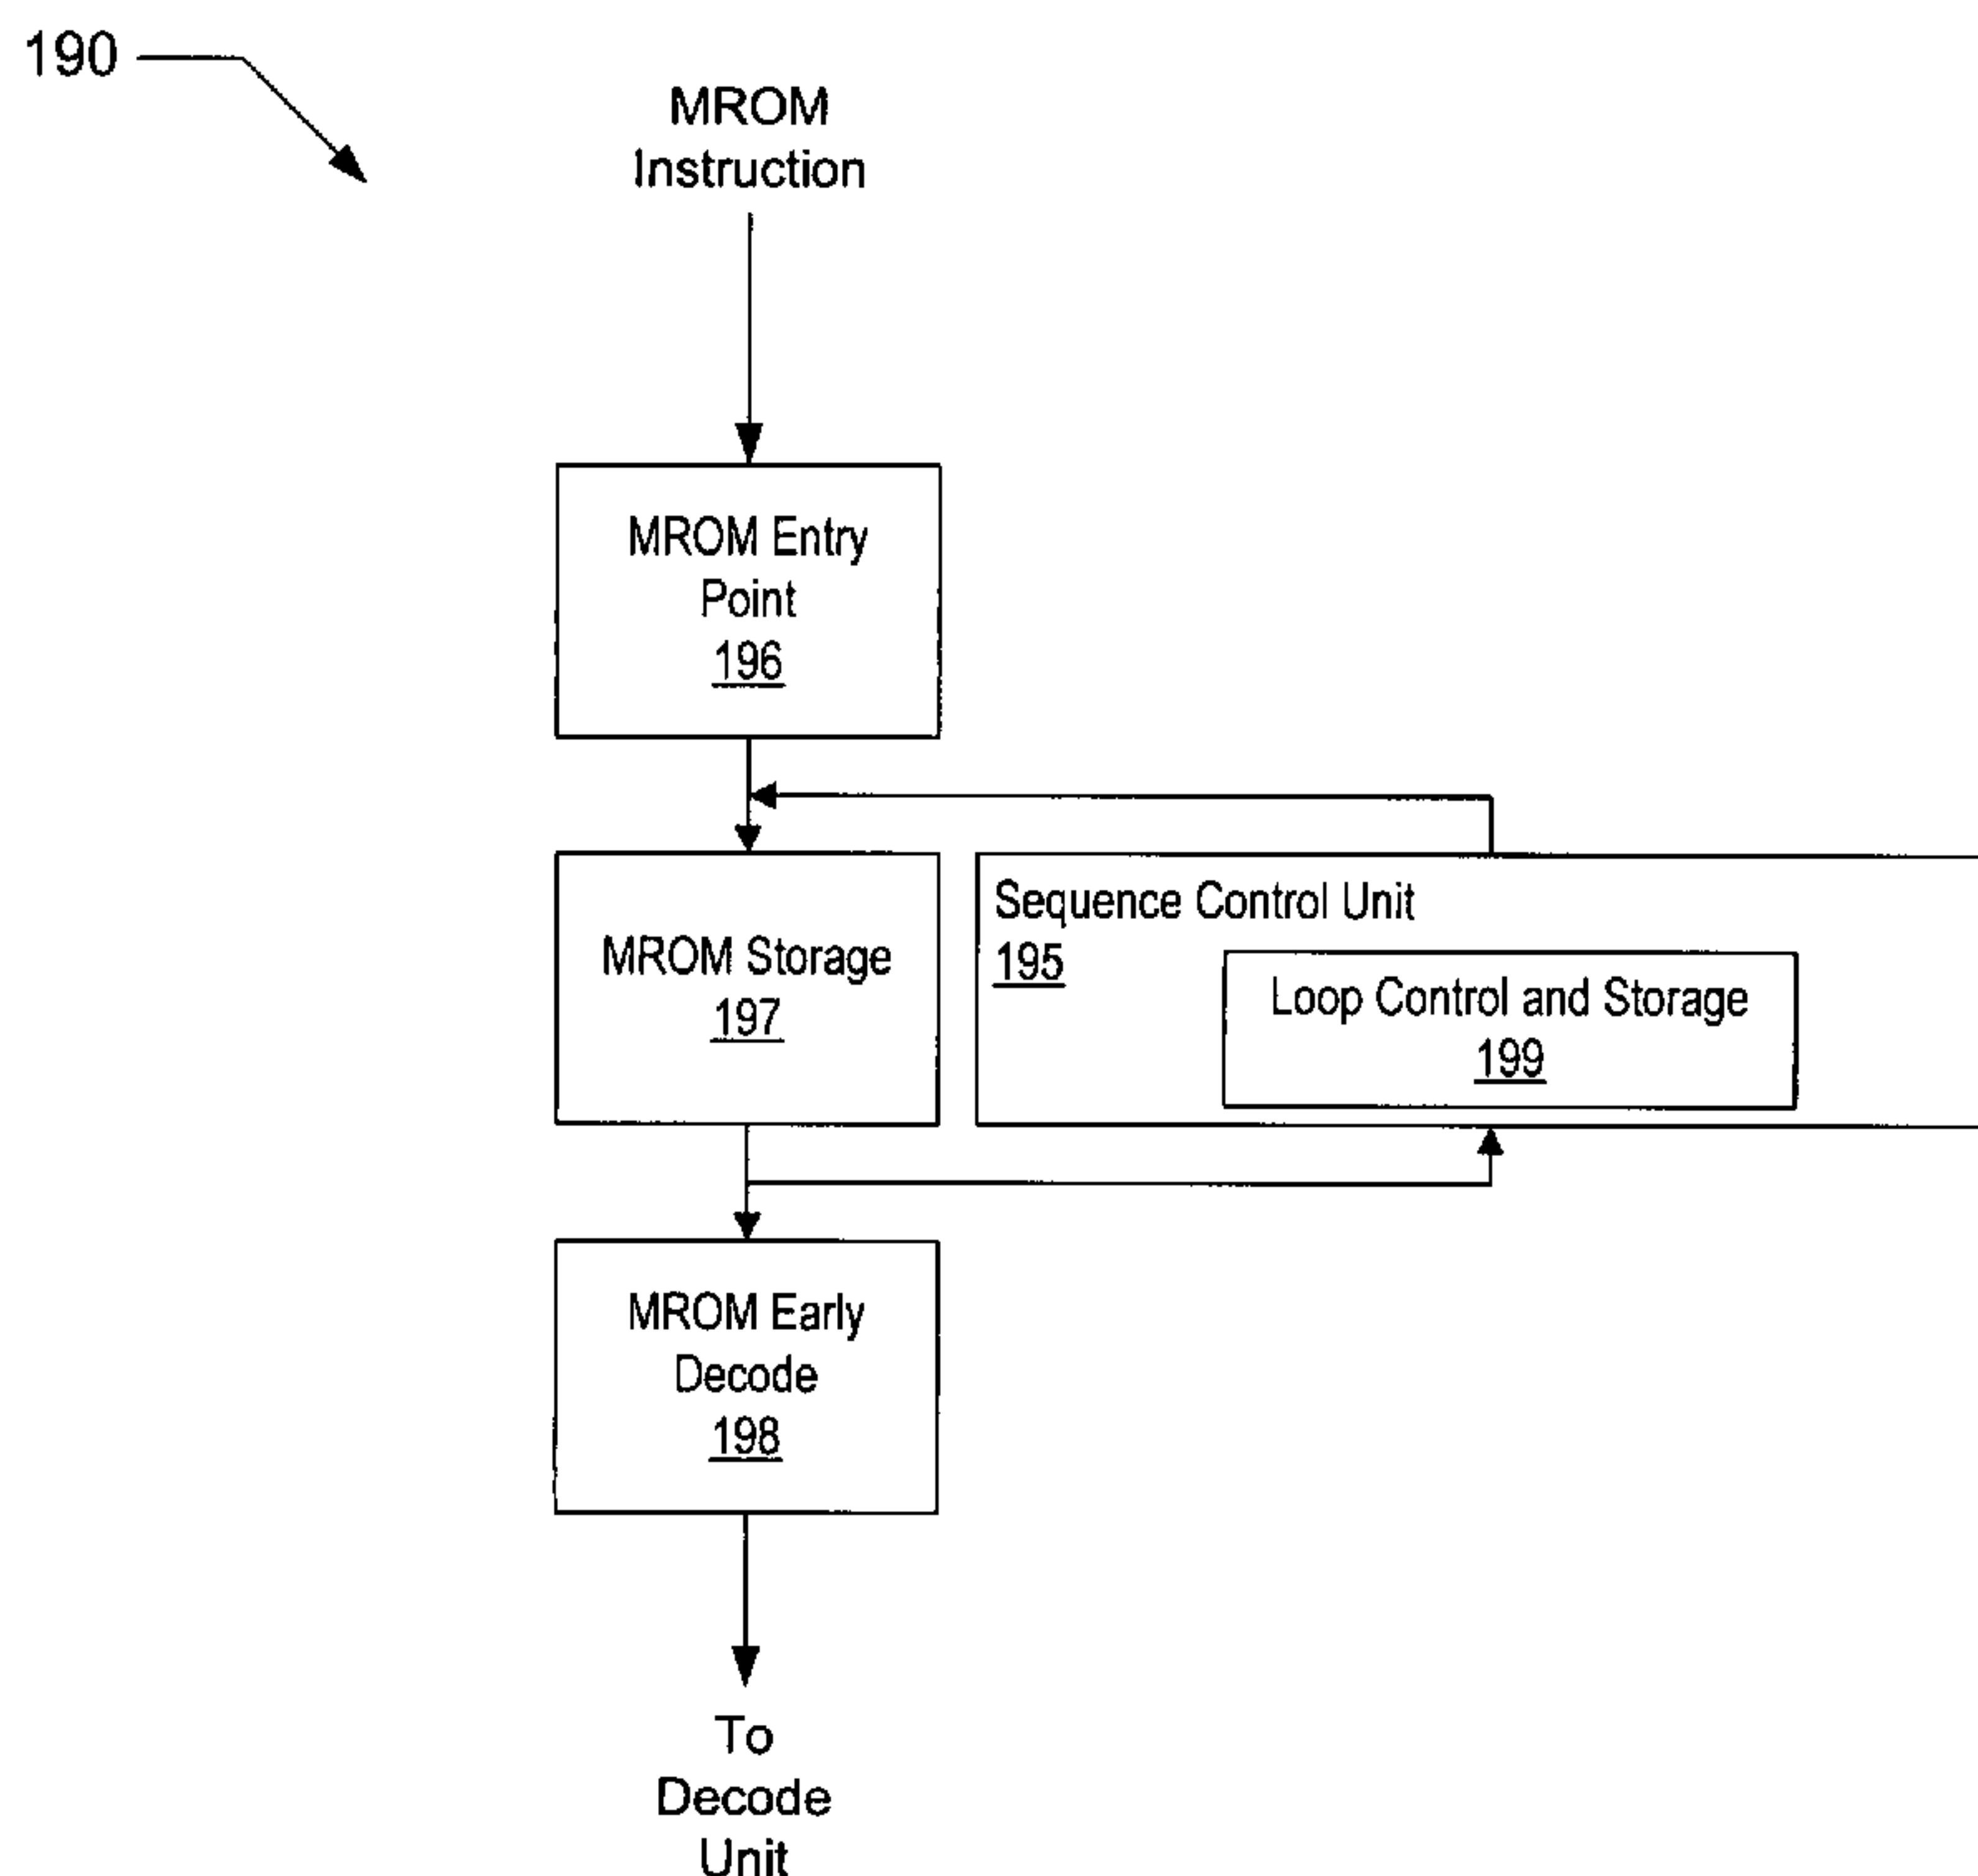 190
MROM
Instruction
MROM Entry
Point
196
MROM Storage
197
Sequence Control Unit
195
Loop Control and Storage
199
MROM Early
Decode
198
To
Decode
Unit